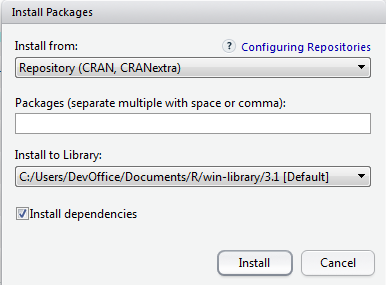 Install Packages
Install from:
? Configuring Repositories
Repository (CRAN, CRANextra)
Packages (separate multiple with space or comma):
Install to Library:
C:/Users/DevOffice/Documents/R/win-library/3.1 [Default]
Install dependencies
Install
Cancel